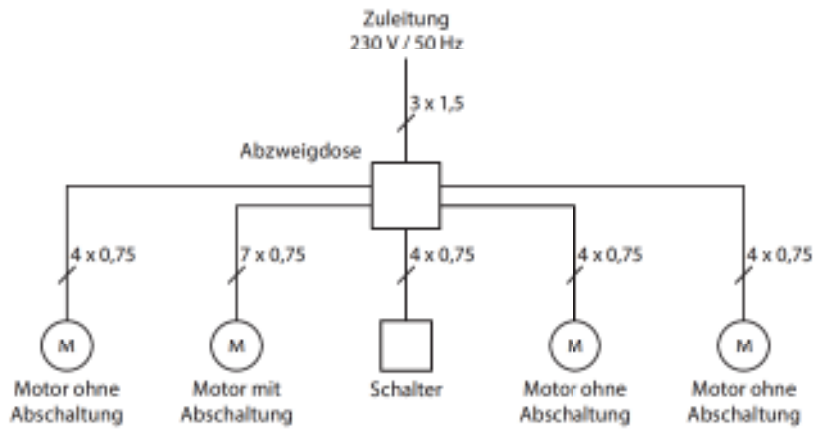 Zuleitung
230 V / 50 Hz
3 x 1,5
Abzweigdose
4 x 0,75
7 x 0,75
4 x 0,75
4 x 0,75
4 x 0,75
M
M
M
M
Motor ohne
Abschaltung
Motor mit
Abschaltung
Schalter
Motor ohne
Abschaltung
Motor ohne
Abschaltung